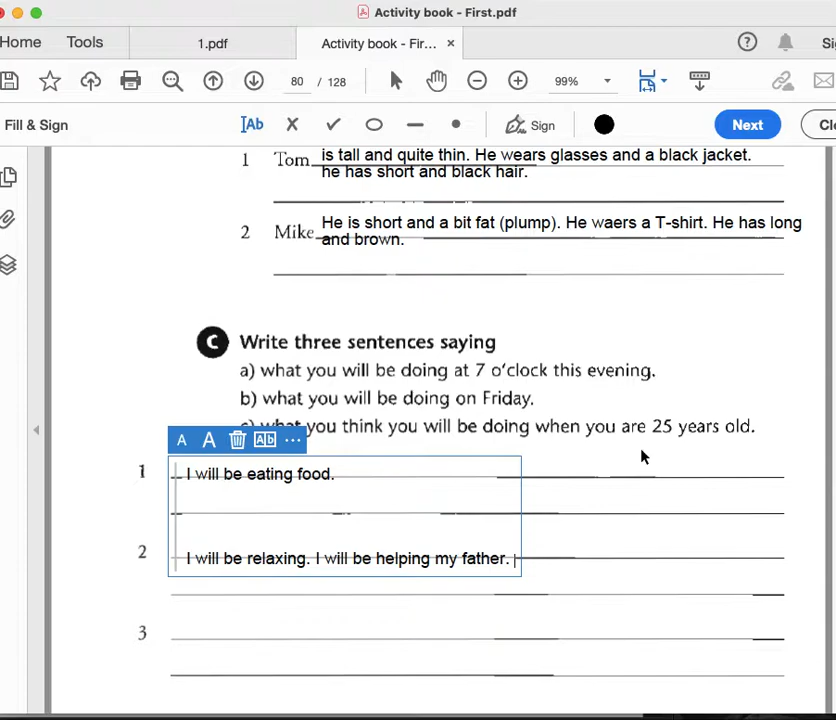 Activity book - First.pdf
Home Tools 1.pdf Activity book - Fir... × ?
80 / 128 99%
Fill & Sign Ab Sign Next
1 Tom is tall and quite thin. He wears glasses and a black jacket.
he has short and black hair.
2 Mike He is short and a bit fat (plump). He waers a T-shirt. He has long
and brown.
C Write three sentences saying
a) what you will be doing at 7 o'clock this evening.
b) what you will be doing on Friday.
c) what you think you will be doing when you are 25 years old.
A A Ab ...
1 I will be eating food.
2 I will be relaxing. I will be helping my father.
3